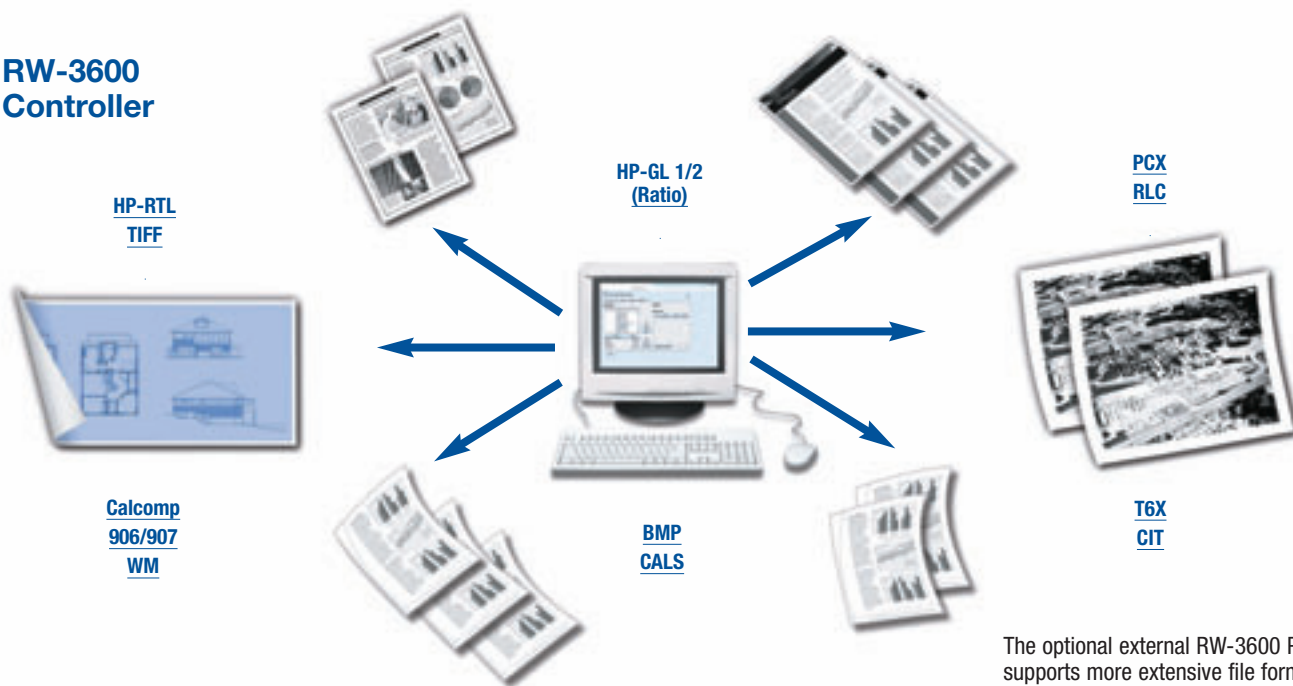 RW-3600
Controller
HP-GL 1/2
(Ratio)
PCX
RLC
HP-RTL
TIFF
Calcomp
906/907
WM
BMP
CALS
T6X
CIT
The optional external RW-3600
supports more extensive file